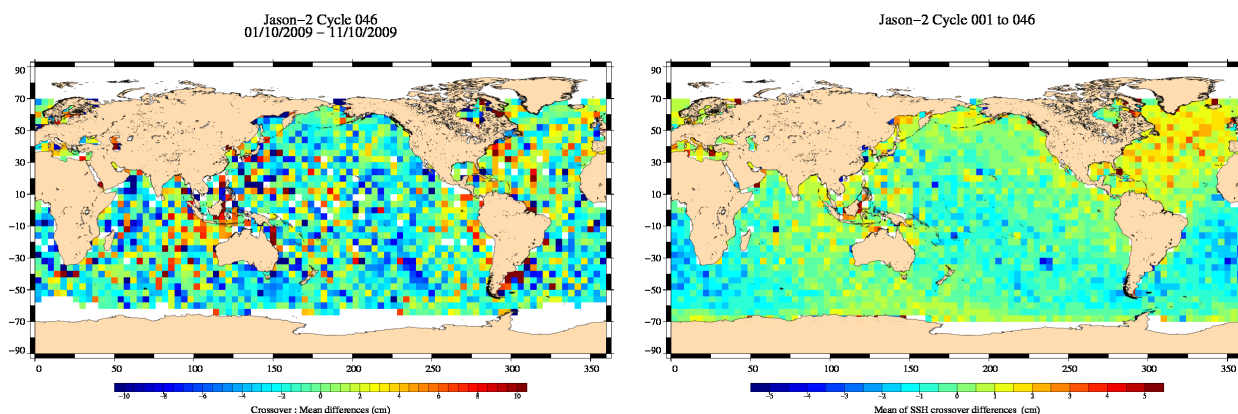 Jason-2 Cycle 046
01/10/2009 - 11/10/2009
90
70
50
30
10
-10
-30
-50
-70
-90
0 50 100 150 200 250 300 350
-10 -8 -6 -4 -2 0 2 4 6 8 10
Crossover : Mean differences (cm)
Jason-2 Cycle 001 to 046
90
70
50
30
10
-10
-30
-50
-70
-90
0 50 100 150 200 250 300 350
-5 -4 -3 -2 -1 0 1 2 3 4 5
Mean of SSH crossover differences (cm)